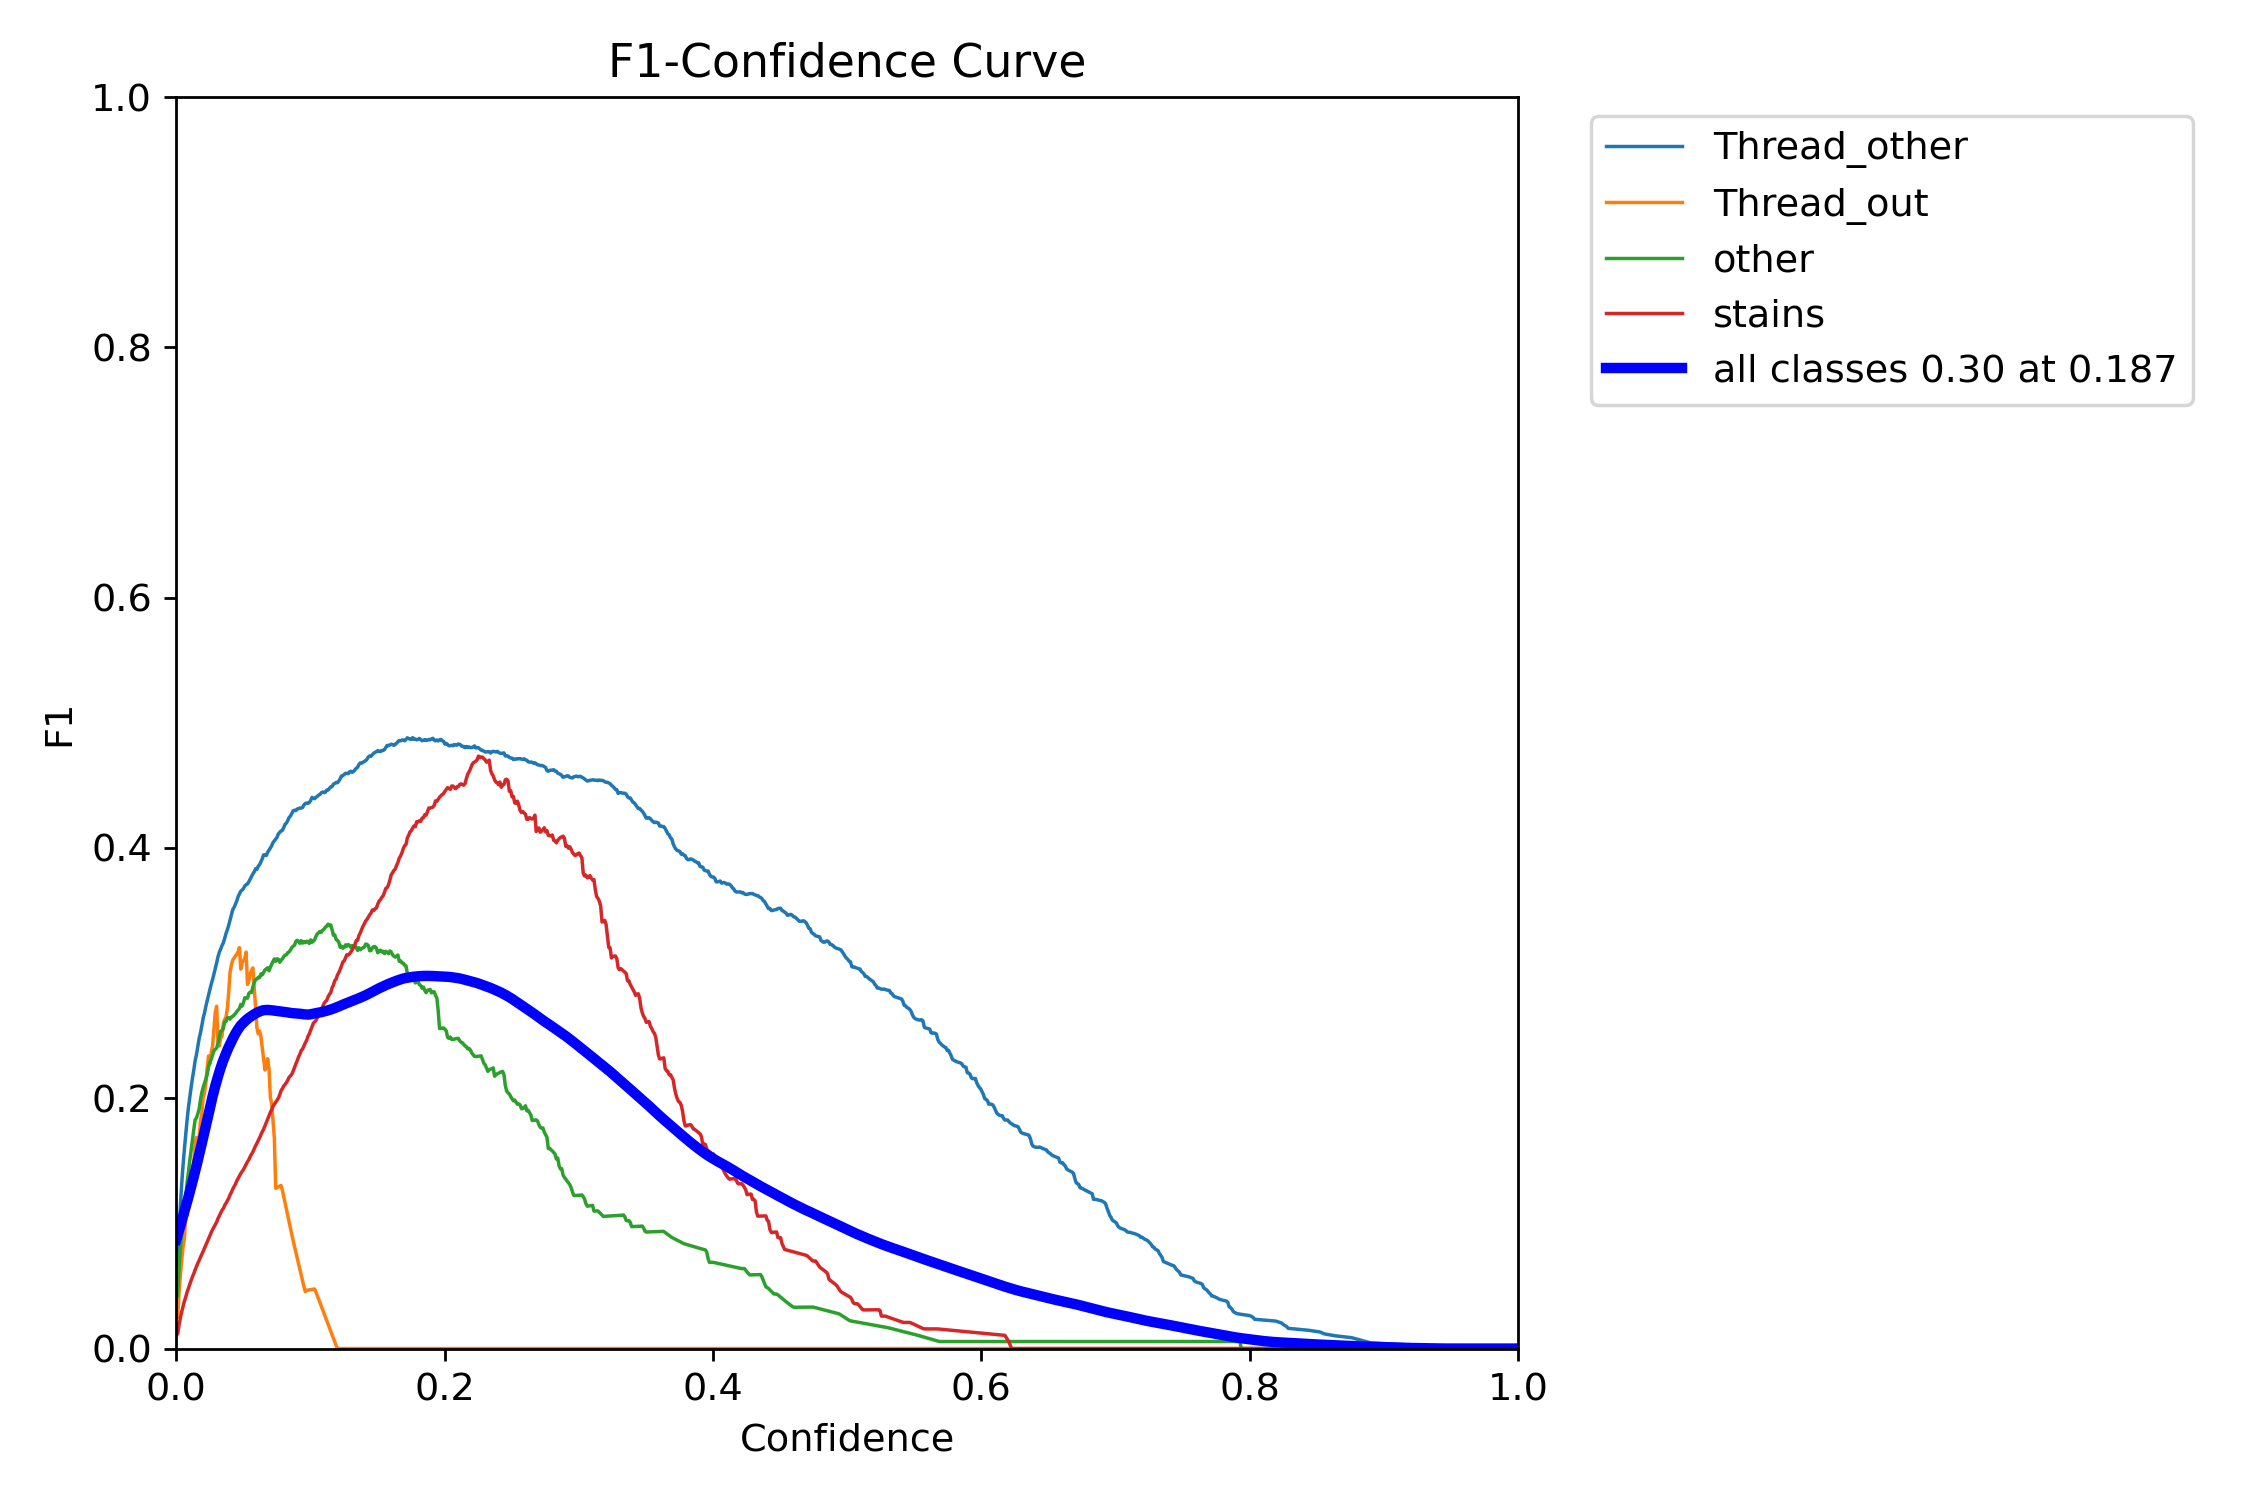 F1-Confidence Curve
1.0
0.8
0.6
0.4
0.2
0.0
F1
0.0 0.2 0.4 0.6 0.8 1.0
Confidence
Thread_other
Thread_out
other
stains
all classes 0.30 at 0.187